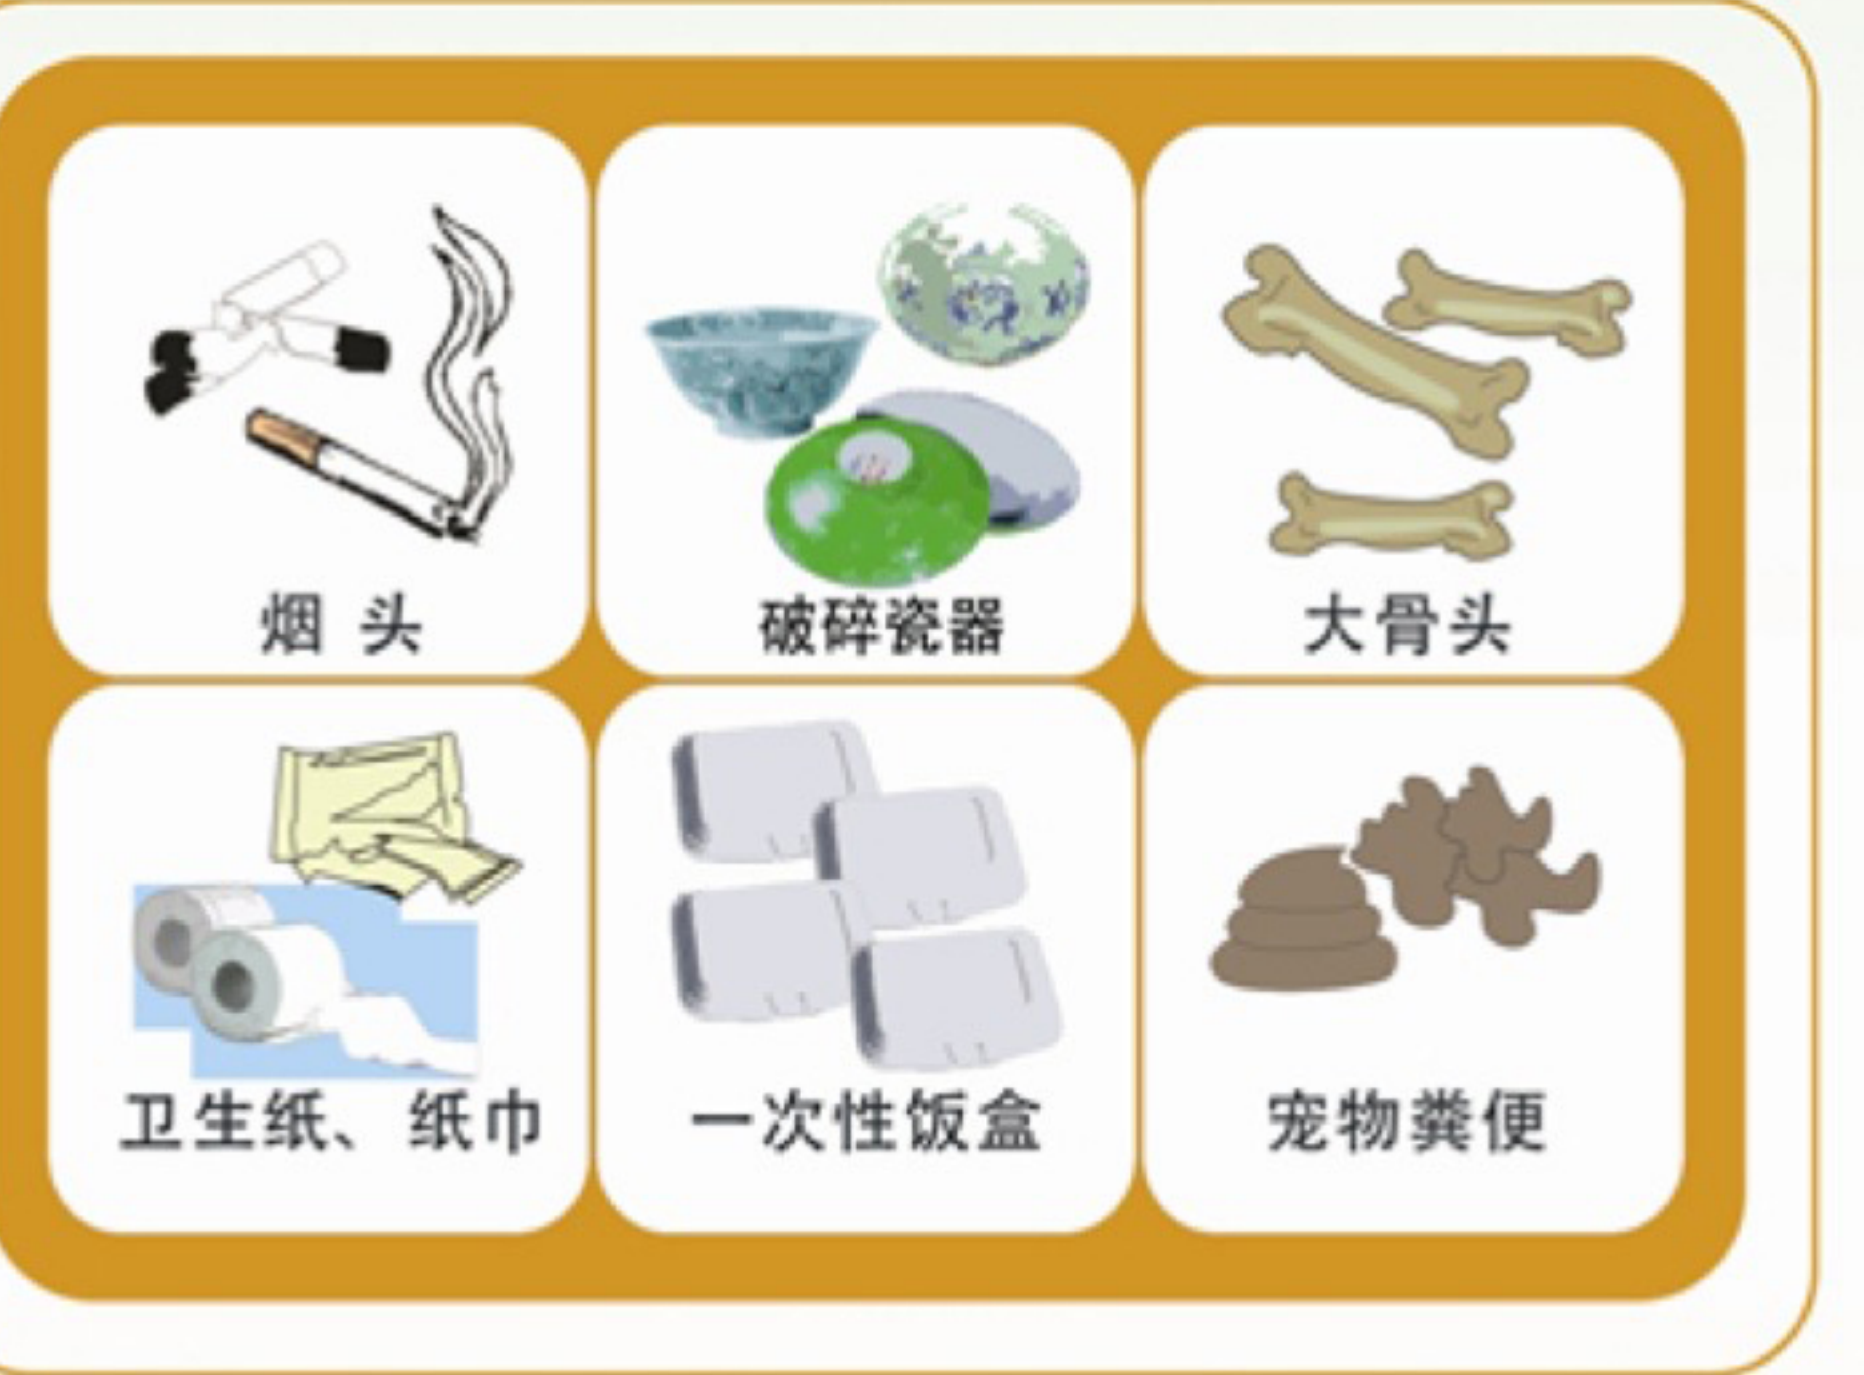 烟 头
破碎瓷器
大骨头
卫生纸、纸巾
一次性饭盒
宠物粪便